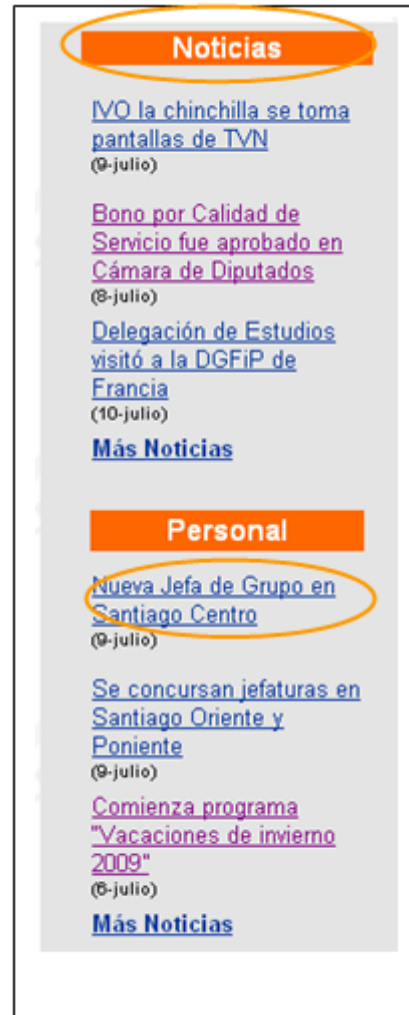 Noticias
IVO la chinchilla se toma
pantallas de TVN
(9-julio)
Bono por Calidad de
Servicio fue aprobado en
Cámara de Diputados
(8-julio)
Delegación de Estudios
visitó a la DGFiP de
Francia
(10-julio)
Más Noticias
Personal
Nueva Jefa de Grupo en
Santiago Centro
(9-julio)
Se concursan jefaturas en
Santiago Oriente y
Poniente
(9-julio)
Comienza programa
"Vacaciones de invierno
2009"
(6-julio)
Más Noticias